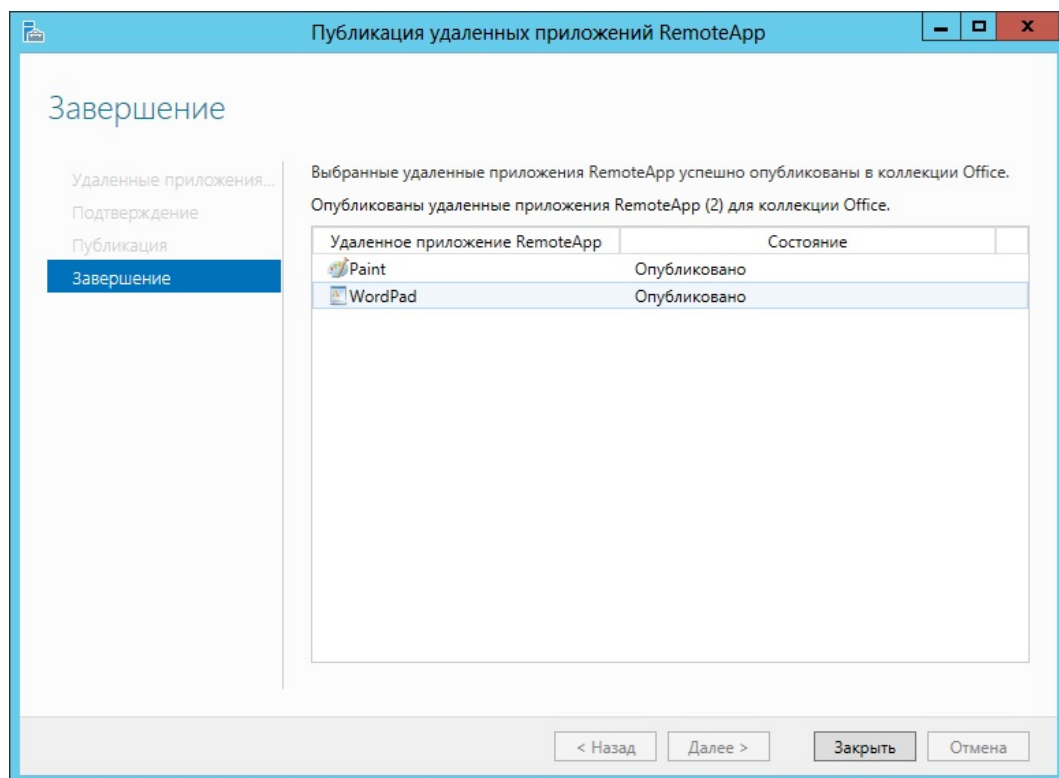 Публикация удаленных приложений RemoteApp
Завершение
Удаленные приложения...
Подтверждение
Публикация
Завершение
Выбранные удаленные приложения RemoteApp успешно опубликованы в коллекции Office.
Опубликованы удаленные приложения RemoteApp (2) для коллекции Office.
Удаленное приложение RemoteApp Состояние
Paint Опубликовано
WordPad Опубликовано
< Назад Далее > Закрыть Отмена